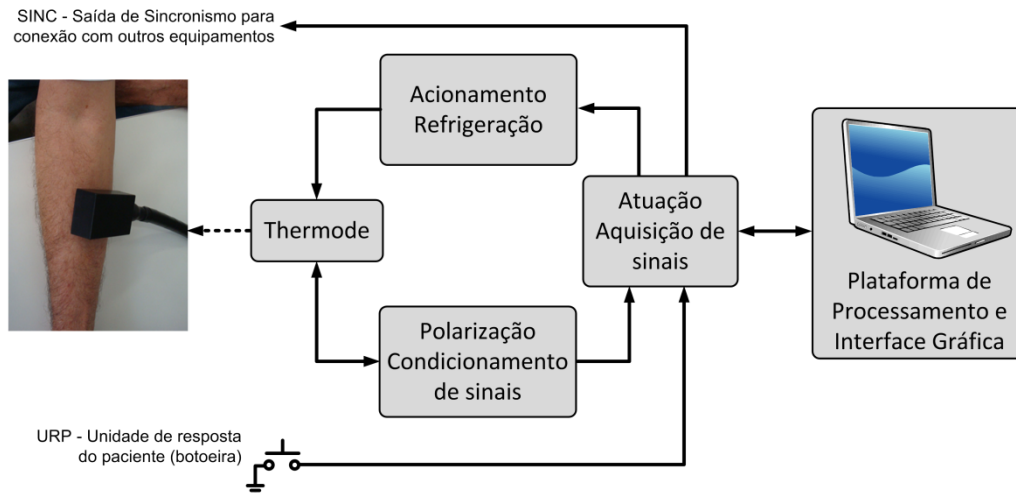 SINC - Saída de Sincronismo para
conexão com outros equipamentos
Acionamento
Refrigeração
Thermode
Atuação
Aquisição de
sinais
Plataforma de
Processamento e
Interface Gráfica
Polarização
Condicionamento
de sinais
URP - Unidade de resposta
do paciente (botoeira)